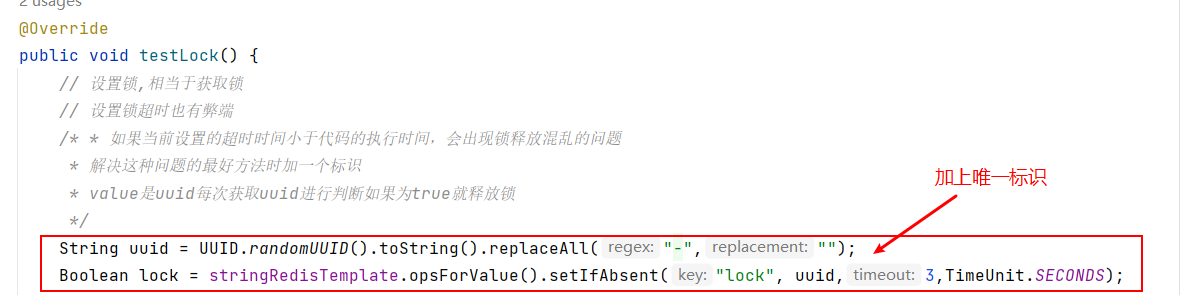 2 usages
@Override
public void testLock() {
// 设置锁,相当于获取锁
// 设置锁超时也有弊端
/* * 如果当前设置的超时时间小于代码的执行时间，会出现锁释放混乱的问题
* 解决这种问题的最好方法时加一个标识
* value是uuid每次获取uuid进行判断如果为true就释放锁
*/
加上唯一标识
String uuid = UUID.randomUUID().toString().replaceAll( regex: "-", replacement: "");
Boolean lock = stringRedisTemplate.opsForValue().setIfAbsent( key: "lock", uuid, timeout: 3,TimeUnit.SECONDS);